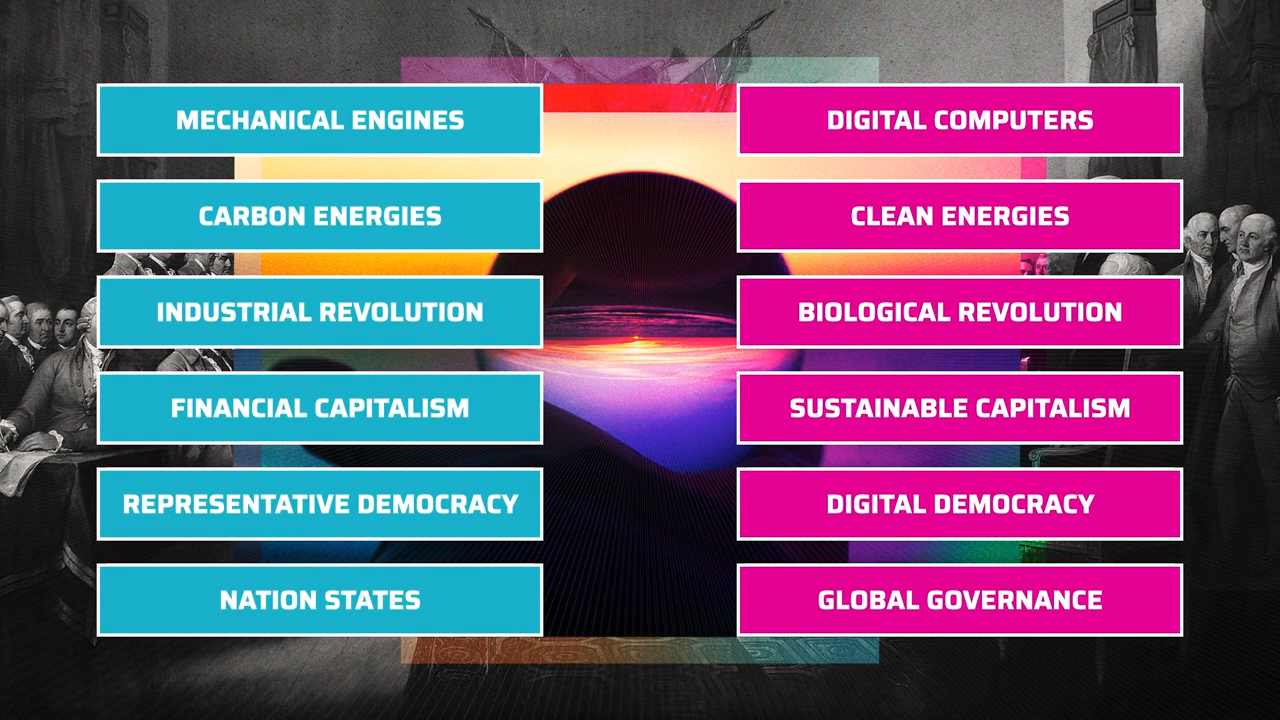 MECHANICAL ENGINES
DIGITAL COMPUTERS
CARBON ENERGIES
CLEAN ENERGIES
INDUSTRIAL REVOLUTION
BIOLOGICAL REVOLUTION
FINANCIAL CAPITALISM
SUSTAINABLE CAPITALISM
REPRESENTATIVE DEMOCRACY
DIGITAL DEMOCRACY
NATION STATES
GLOBAL GOVERNANCE